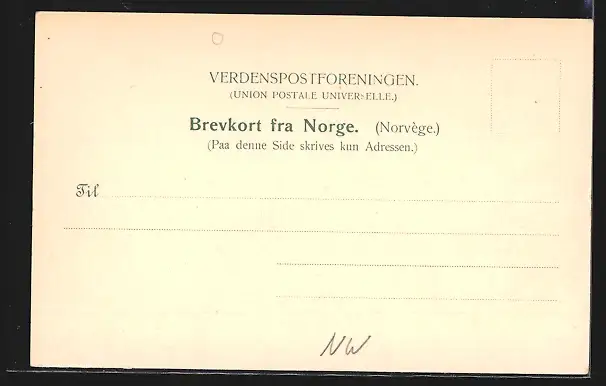 VERDENSPOSTFORENINGEN.
(UNION POSTALE UNIVERSELLE.)
Brevkort fra Norge. (Norvège.)
(Paa denne Side skrives kun Adressen.)
Til
NW